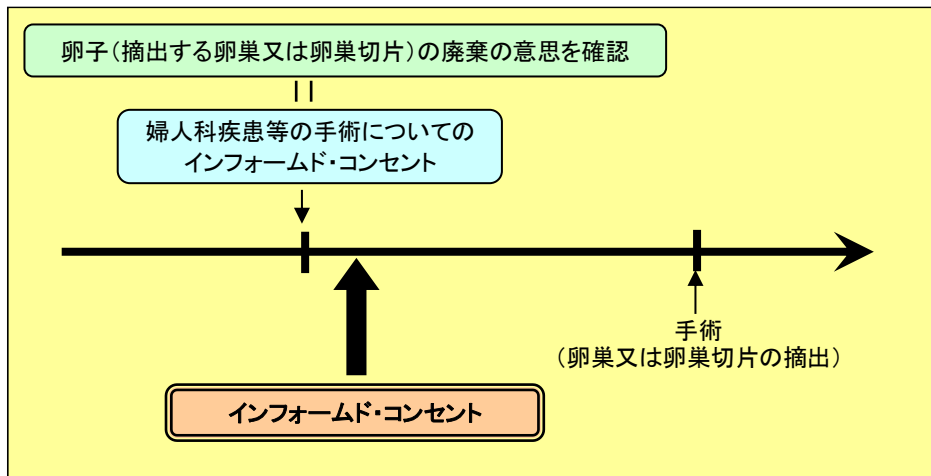 卵子(摘出する卵巣又は卵巣切片)の廃棄の意思を確認
婦人科疾患等の手術についての
インフォームド・コンセント
手術
(卵巣又は卵巣切片の摘出)
インフォームド・コンセント